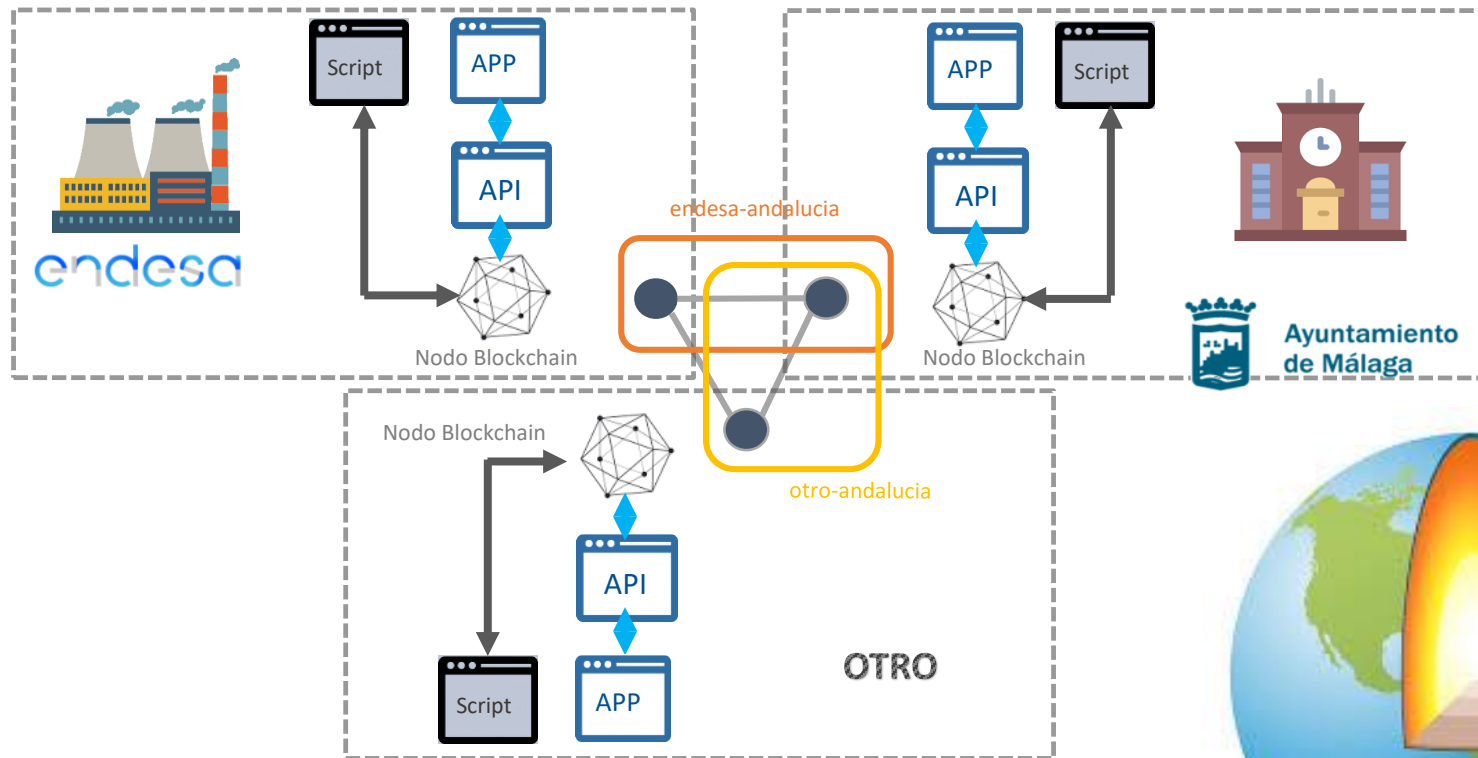 Script
APP
API
endesa
Nodo Blockchain
endesa-andalucia
APP
Script
API
Nodo Blockchain
Ayuntamiento
de Málaga
Nodo Blockchain
otro-andalucia
API
OTRO
Script
APP